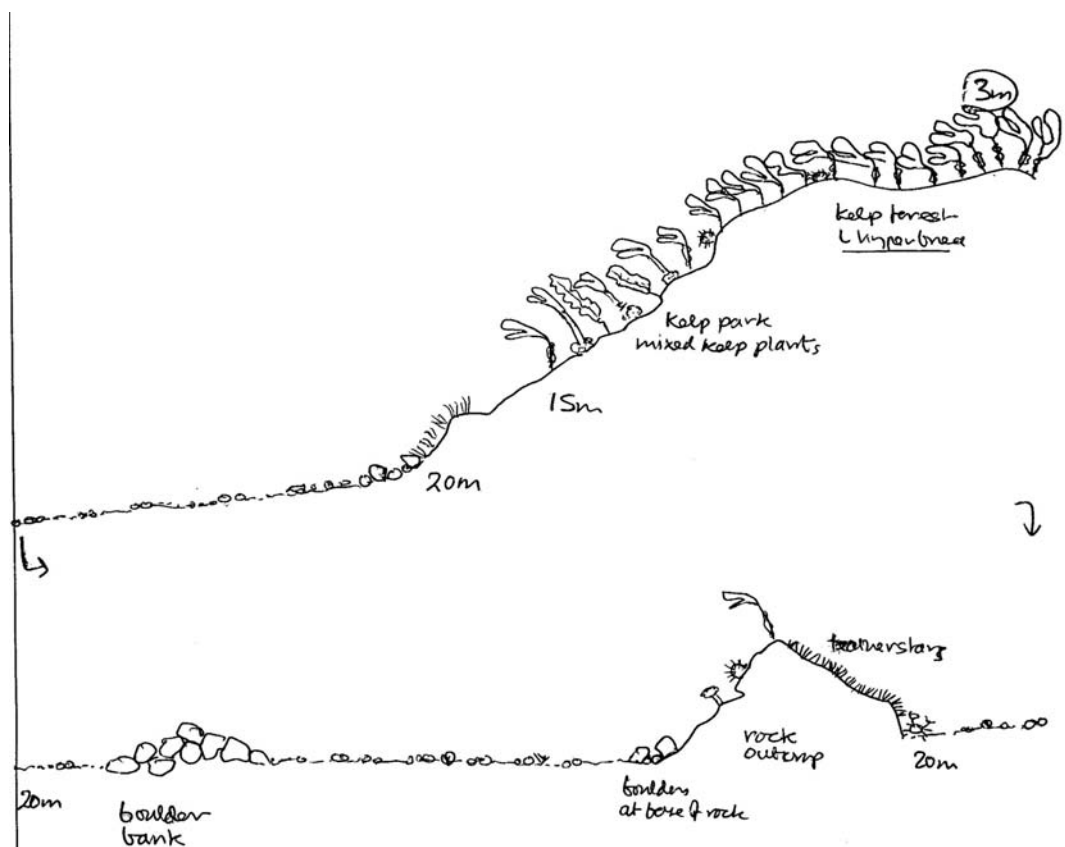 3m
kelp forest
L hyperborea
kelp park
mixed kelp plants
15m
20m
featherstars
rock
outcrop
20m
boulders
at base of rock
20m
boulder
bank